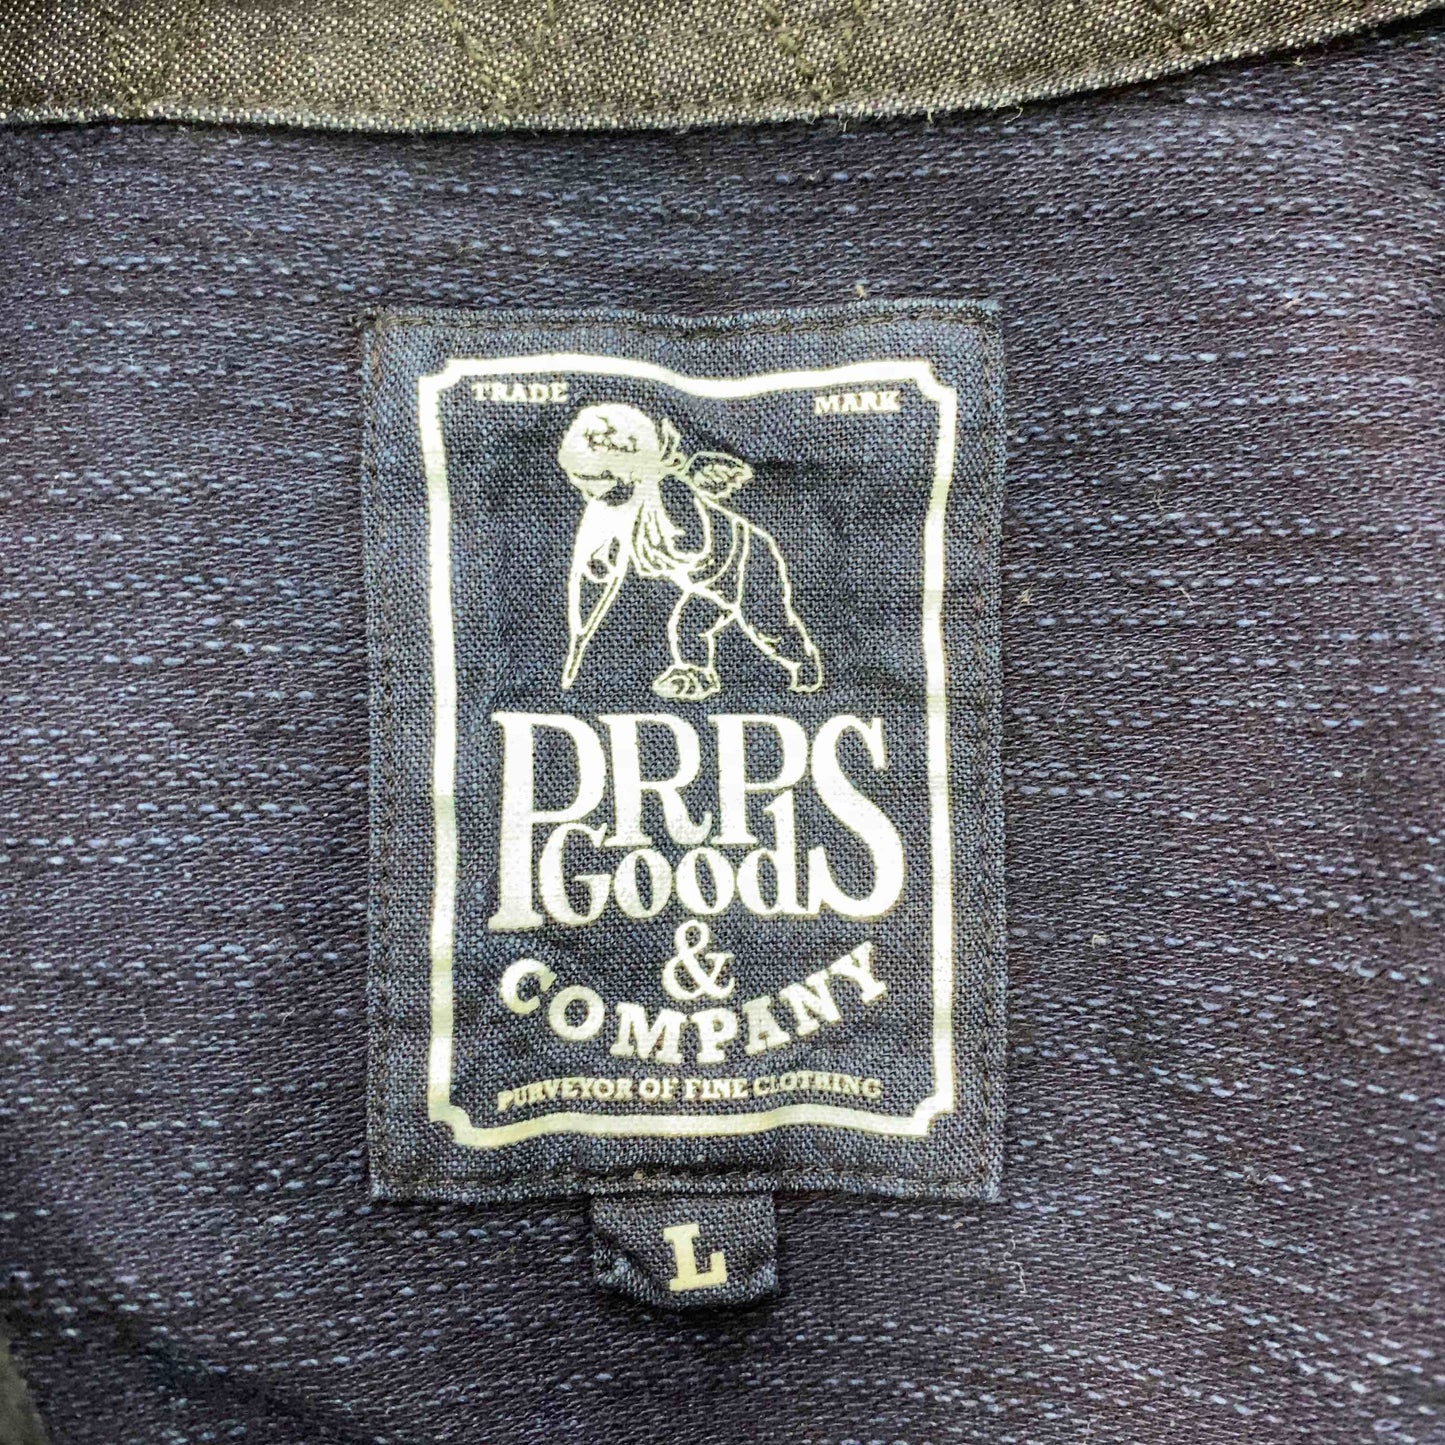 TRADE MARK
PRPS
GoodS
&
COMPANY
PURVEYOR OF FINE CLOTHING
L